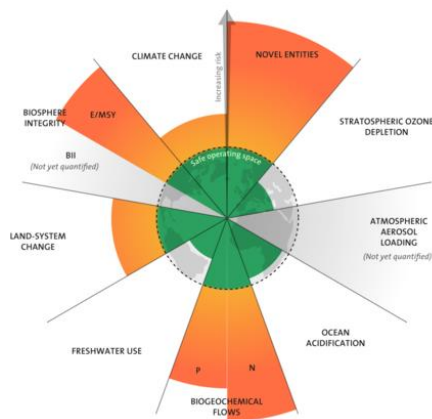 CLIMATE CHANGE
NOVEL ENTITIES
Increasing risk
BIOSPHERE
INTEGRITY
E/MSY
STRATOSPHERIC OZONE
DEPLETION
BII
(Not yet quantified)
Safe operating space
LAND-SYSTEM
CHANGE
ATMOSPHERIC
AEROSOL
LOADING
(Not yet quantified)
FRESHWATER USE
OCEAN
ACIDIFICATION
P
N
BIOGEOCHEMICAL
FLOWS